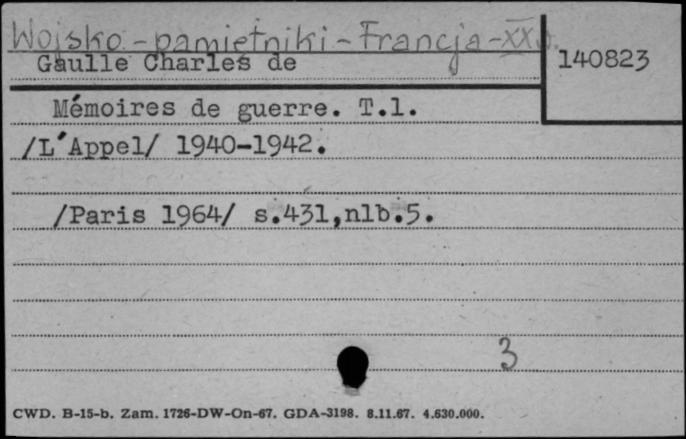 Wojsko - pamiętniki - Francja - XX w.
Gaulle Charles de
140823
Mémoires de guerre. T.1.
/L'Appel/ 1940-1942.
/Paris 1964/ s.431,nlb.5.
3
CWD. B-15-b. Zam. 1726-DW-On-67. GDA-3198. 8.11.67. 4.630.000.